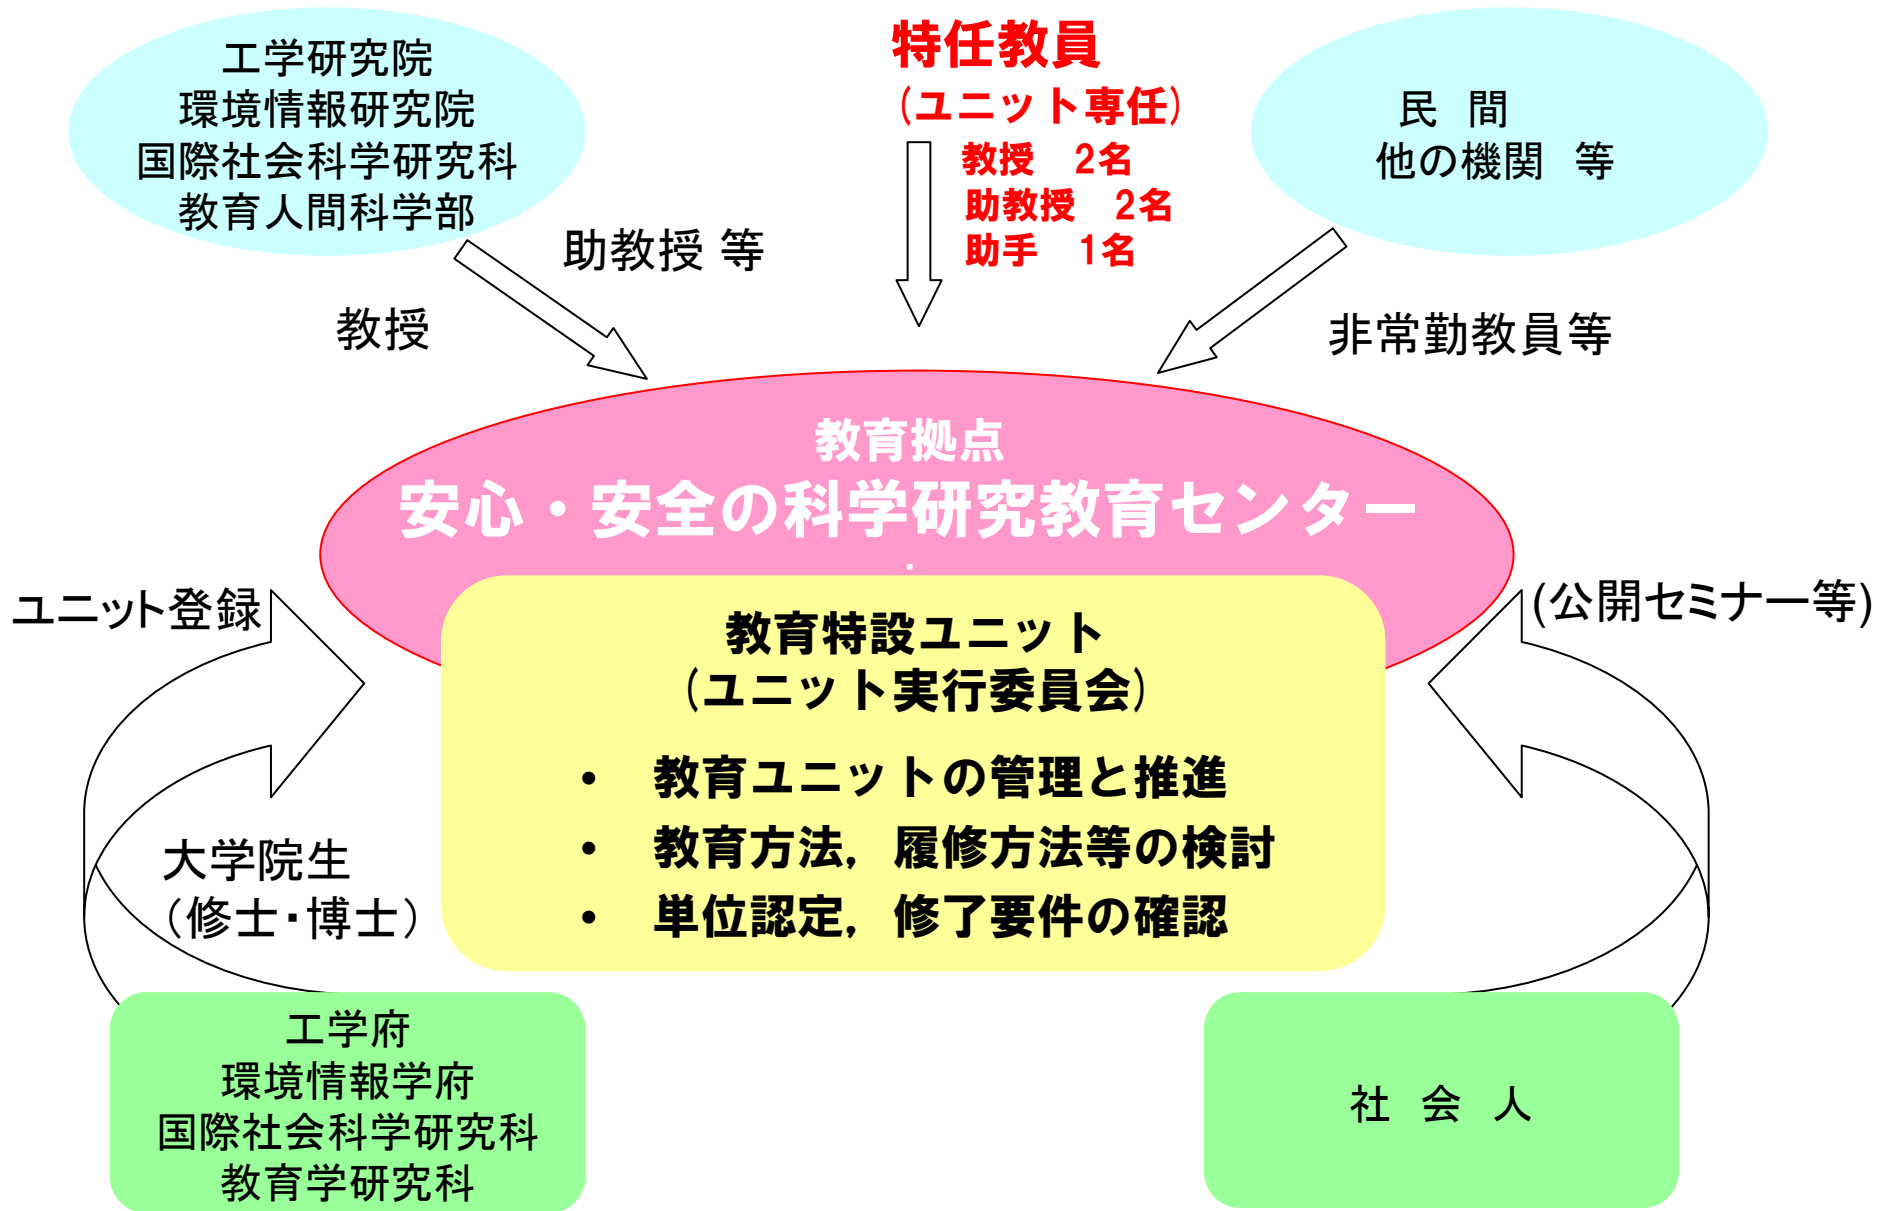 工学研究院
環境情報研究院
国際社会科学研究科
教育人間科学部
特任教員
(ユニット専任)
教授　2名
助教授　2名
助手　1名
民　間
他の機関　等
助教授 等
教授
非常勤教員等
教育拠点
安心・安全の科学研究教育センター
.
ユニット登録
(公開セミナー等)
教育特設ユニット
(ユニット実行委員会)
•　教育ユニットの管理と推進
•　教育方法，履修方法等の検討
•　単位認定，修了要件の確認
大学院生
（修士・博士）
工学府
環境情報学府
国際社会科学研究科
教育学研究科
社　会　人